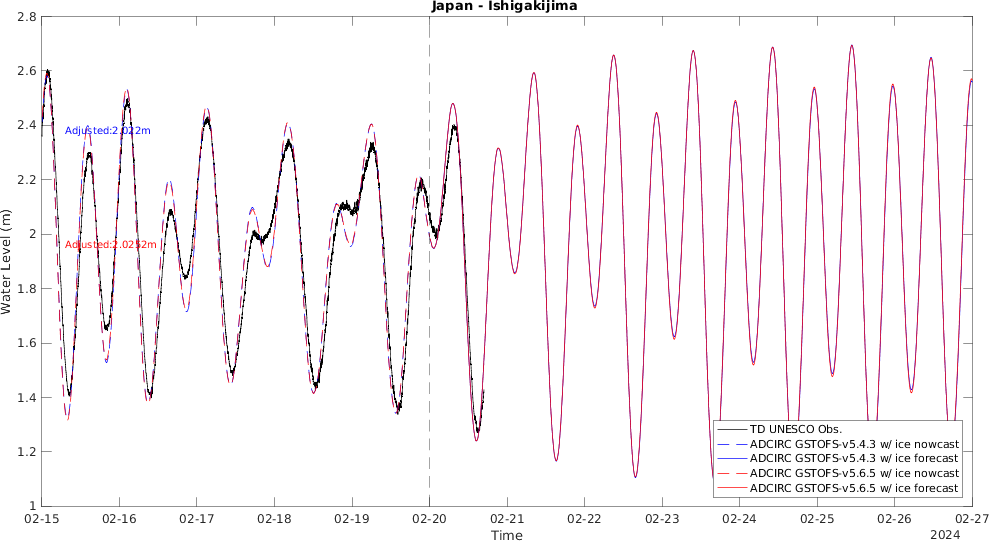 Japan - Ishigakijima
2.8
2.6
2.4
2.2
2
1.8
1.6
1.4
1.2
1
Water Level (m)
Adjusted:2.022m
Adjusted:2.0252m
TD UNESCO Obs.
ADCIRC GSTOFS-v5.4.3 w/ ice nowcast
ADCIRC GSTOFS-v5.4.3 w/ ice forecast
ADCIRC GSTOFS-v5.6.5 w/ ice nowcast
ADCIRC GSTOFS-v5.6.5 w/ ice forecast
02-15 02-16 02-17 02-18 02-19 02-20 02-21 02-22 02-23 02-24 02-25 02-26 02-27
Time
2024